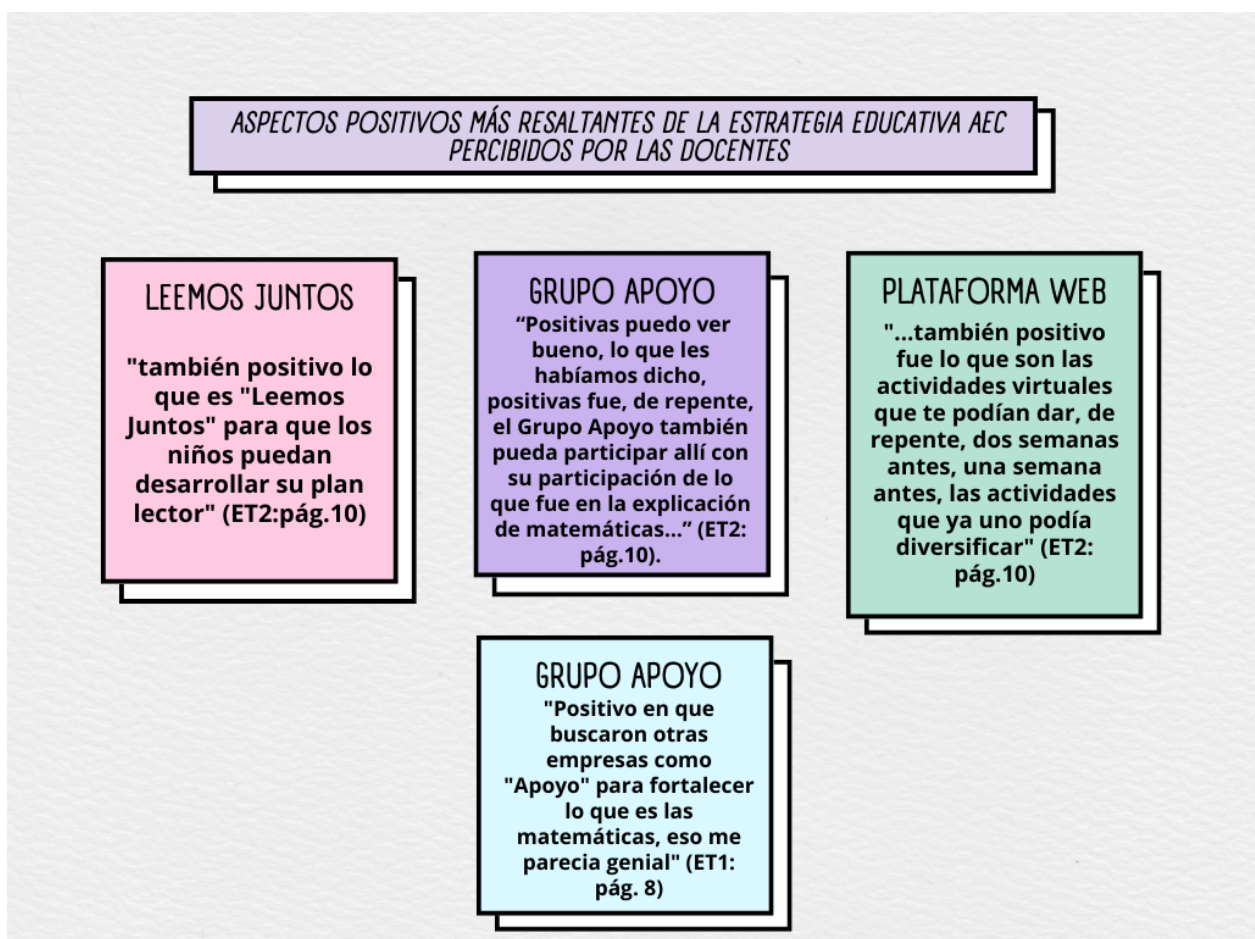 ASPECTOS POSITIVOS MÁS RESALTANTES DE LA ESTRATEGIA EDUCATIVA AEC
PERCIBIDOS POR LAS DOCENTES
LEEMOS JUNTOS
"también positivo lo
que es "Leemos
Juntos" para que los
niños puedan
desarrollar su plan
lector" (ET2:pág.10)
GRUPO APOYO
“Positivas puedo ver
bueno, lo que les
habíamos dicho,
positivas fue, de repente,
el Grupo Apoyo también
pueda participar allí con
su participación de lo
que fue en la explicación
de matemáticas...” (ET2:
pág.10).
PLATAFORMA WEB
"...también positivo
fue lo que son las
actividades virtuales
que te podían dar, de
repente, dos semanas
antes, una semana
antes, las actividades
que ya uno podía
diversificar" (ET2:
pág.10)
GRUPO APOYO
"Positivo en que
buscaron otras
empresas como
"Apoyo" para fortalecer
lo que es las
matemáticas, eso me
parecia genial" (ET1:
pág. 8)